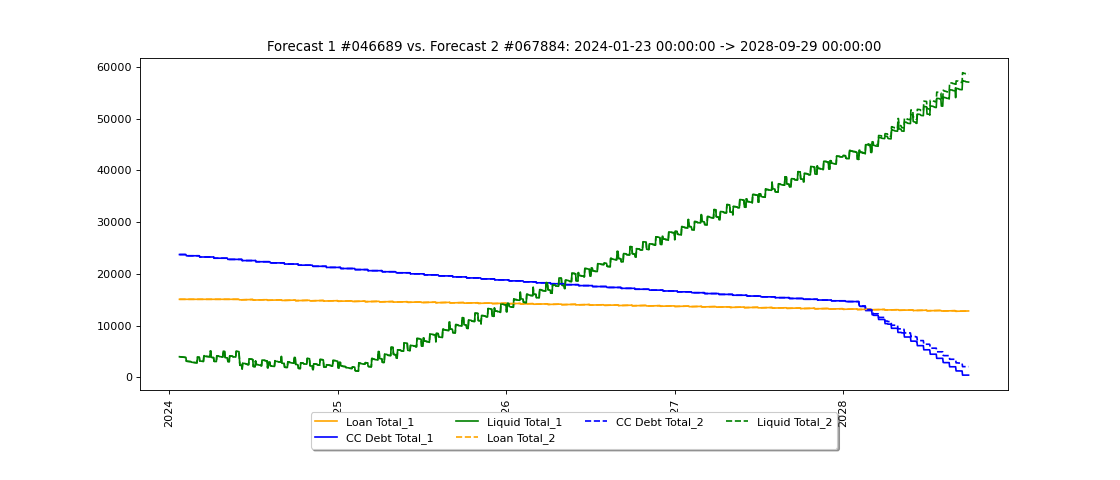 Forecast 1 #046689 vs. Forecast 2 #067884: 2024-01-23 00:00:00 -> 2028-09-29 00:00:00
60000
50000
40000
30000
20000
10000
0
2024
25
26
27
2028
Loan Total_1
Liquid Total_1
CC Debt Total_2
Liquid Total_2
CC Debt Total_1
Loan Total_2